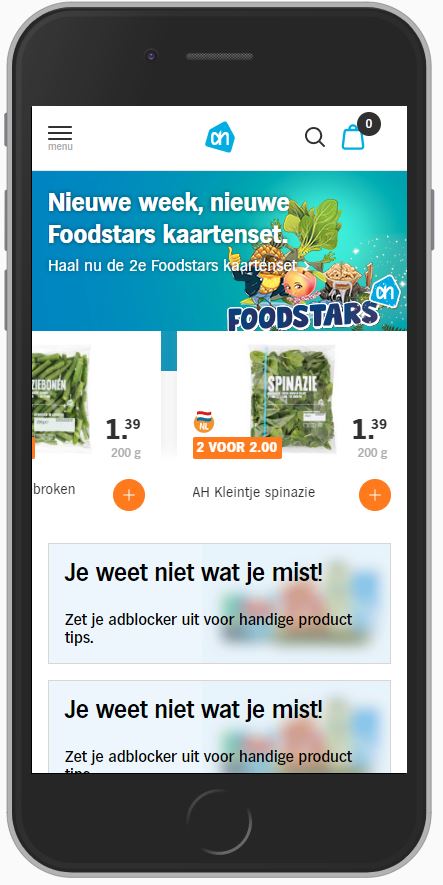 menu
ah
0
Nieuwe week, nieuwe
Foodstars kaartenset.
Haal nu de 2e Foodstars kaartenset
ah
FOODSTARS
ZIEBONEN
1.39
200 g
broken
+
SPINAZIE
NL
2 VOOR 2.00
1.39
200 g
AH Kleintje spinazie
+
Je weet niet wat je mist!
Zet je adblocker uit voor handige product
tips.
Je weet niet wat je mist!
Zet je adblocker uit voor handige product
tips.